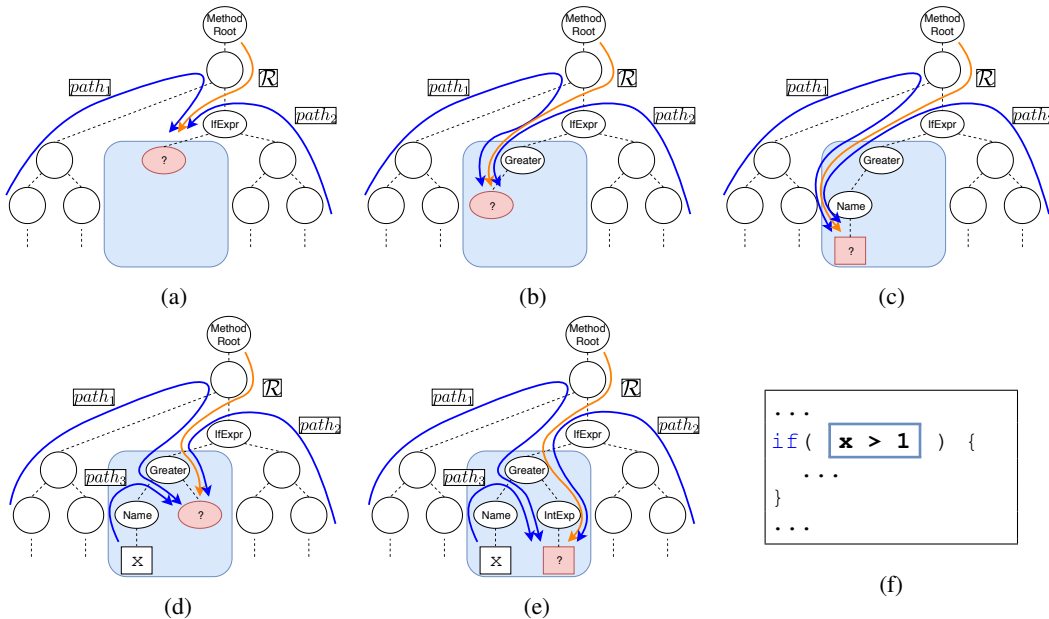 Method
Root
path1
R
path2
IfExpr
?
(a)
Method
Root
path1
R
path2
IfExpr
Greater
?
(b)
Method
Root
path1
R
path
IfExpr
Greater
Name
?
(c)
Method
Root
path1
R
path2
IfExpr
path3
Greater
Name
?
x
(d)
Method
Root
path1
R
path2
IfExpr
path3
Greater
Name
IntExp
x
?
(e)
...
if( x > 1 ) {
...
}
...
(f)